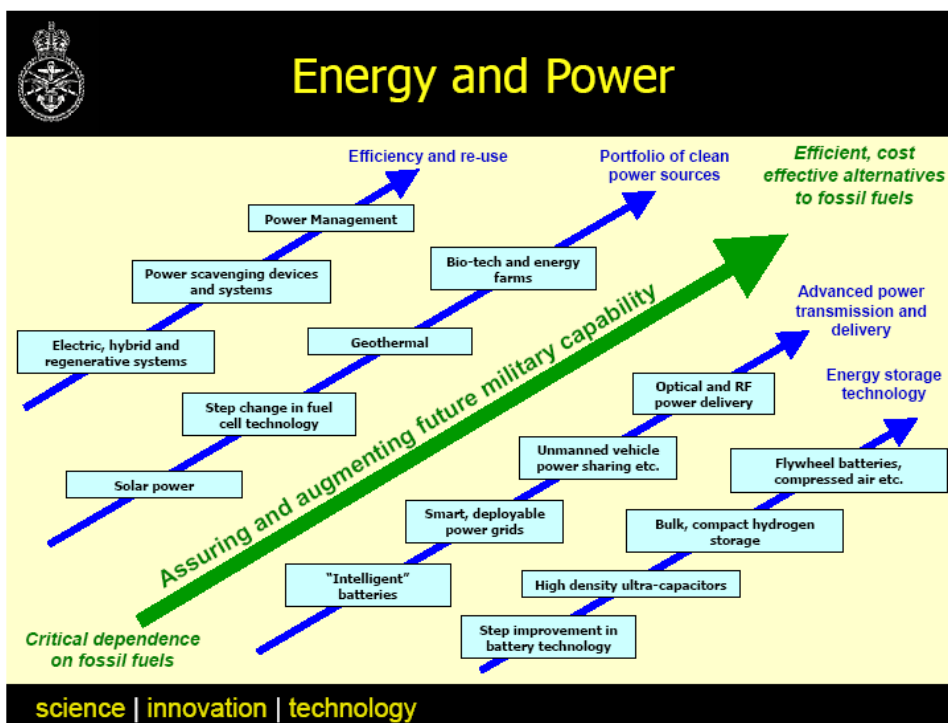 Energy and Power
Efficiency and re-use
Power Management
Power scavenging devices
and systems
Electric, hybrid and
regenerative systems
Portfolio of clean
power sources
Bio-tech and energy
farms
Geothermal
Step change in fuel
cell technology
Solar power
Efficient, cost
effective alternatives
to fossil fuels
Assuring and augmenting future military capability
Critical dependence
on fossil fuels
Advanced power
transmission and
delivery
Optical and RF
power delivery
Unmanned vehicle
power sharing etc.
Smart, deployable
power grids
"Intelligent"
batteries
Energy storage
technology
Flywheel batteries,
compressed air etc.
Bulk, compact hydrogen
storage
High density ultra-capacitors
Step improvement in
battery technology
science | innovation | technology